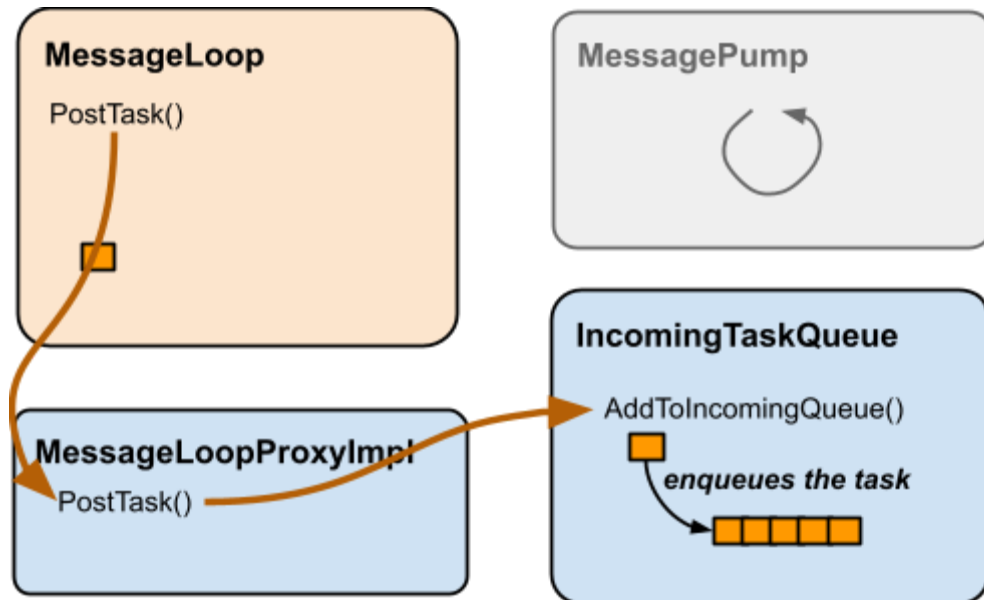 MessageLoop
PostTask()
MessagePump
MessageLoopProxyImpl
PostTask()
IncomingTaskQueue
AddToIncomingQueue()
enqueues the task